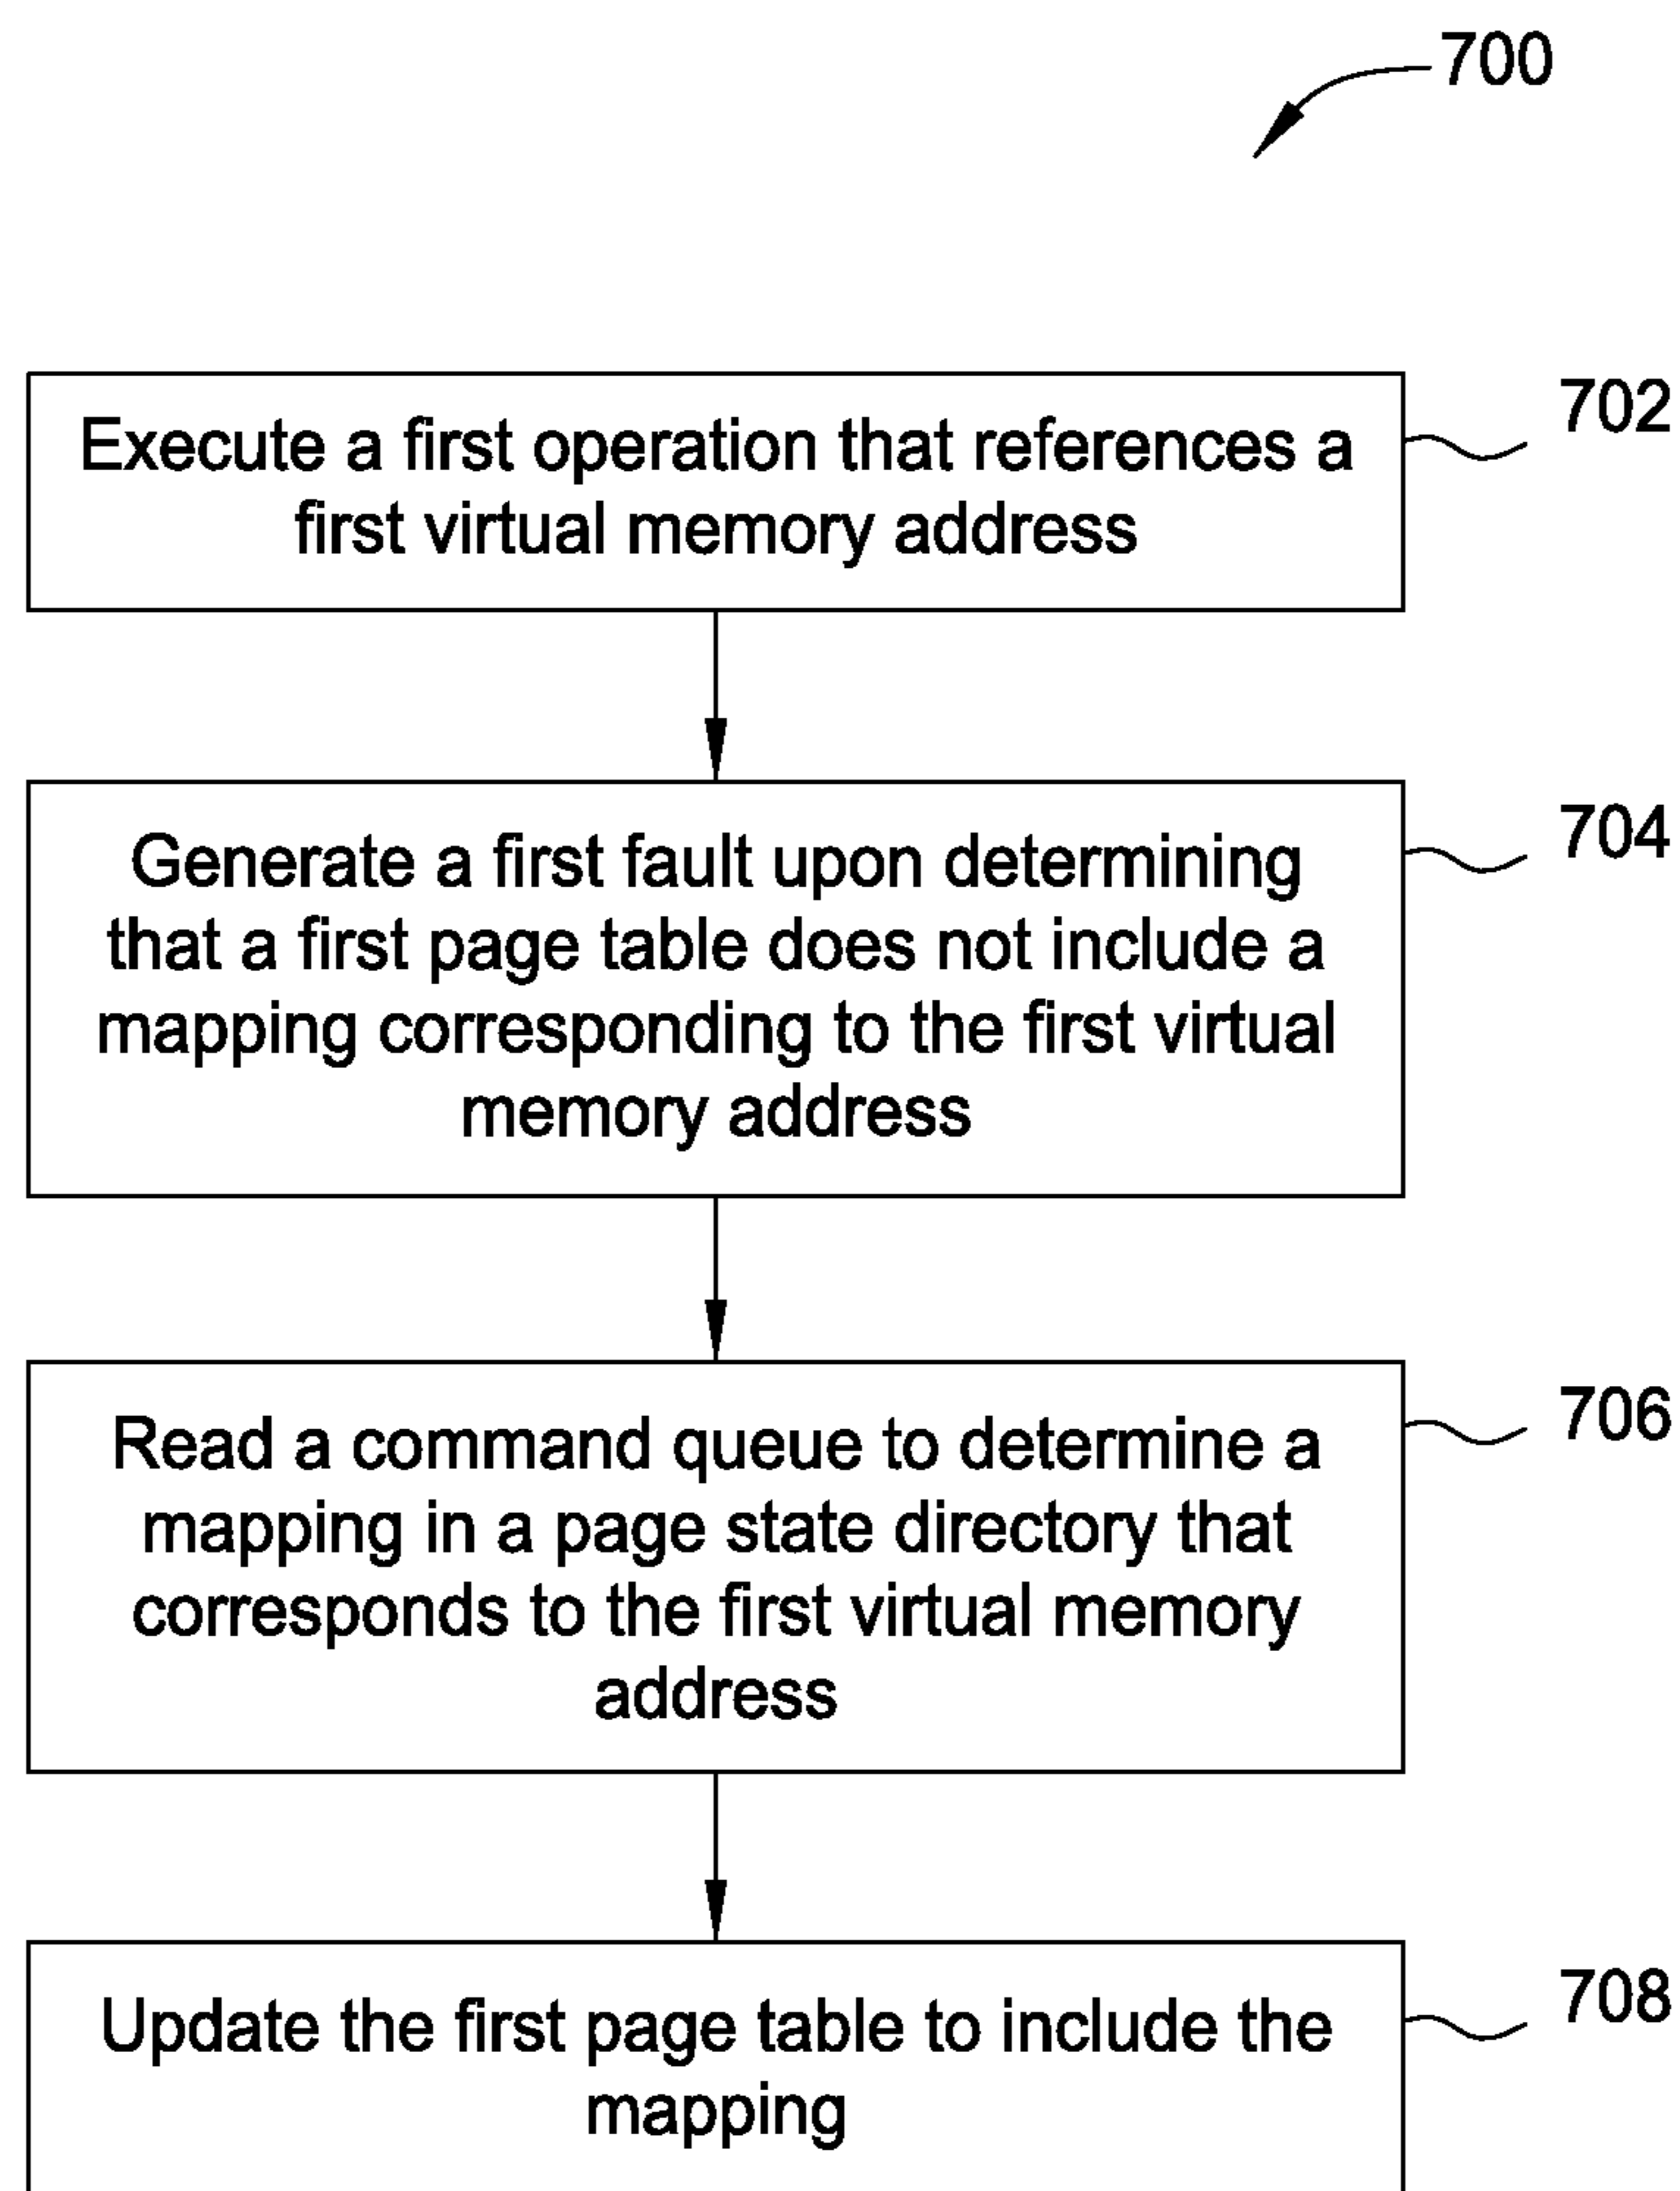 700
Execute a first operation that references a
first virtual memory address
702
Generate a first fault upon determining
that a first page table does not include a
mapping corresponding to the first virtual
memory address
704
Read a command queue to determine a
mapping in a page state directory that
corresponds to the first virtual memory
address
706
Update the first page table to include the
mapping
708